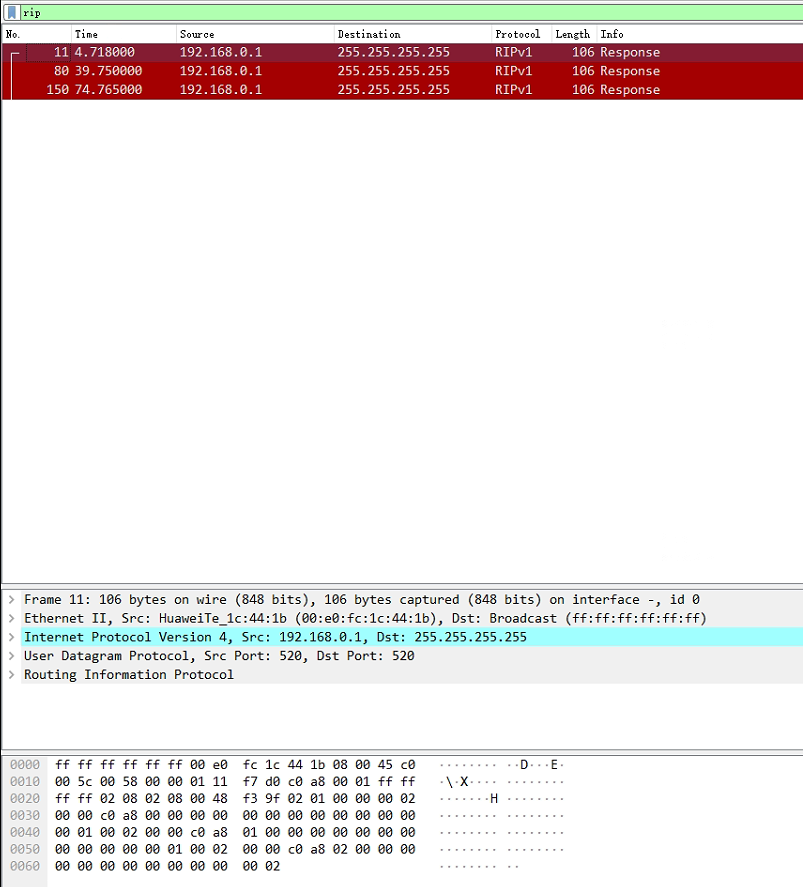 rip
No. Time Source Destination Protocol Length Info
11 4.718000 192.168.0.1 255.255.255.255 RIPv1 106 Response
80 39.750000 192.168.0.1 255.255.255.255 RIPv1 106 Response
150 74.765000 192.168.0.1 255.255.255.255 RIPv1 106 Response
> Frame 11: 106 bytes on wire (848 bits), 106 bytes captured (848 bits) on interface -, id 0
> Ethernet II, Src: HuaweiTe_1c:44:1b (00:e0:fc:1c:44:1b), Dst: Broadcast (ff:ff:ff:ff:ff:ff)
> Internet Protocol Version 4, Src: 192.168.0.1, Dst: 255.255.255.255
> User Datagram Protocol, Src Port: 520, Dst Port: 520
> Routing Information Protocol
0000 ff ff ff ff ff ff 00 e0 fc 1c 44 1b 08 00 45 c0 ········ ··D···E·
0010 00 5c 00 58 00 00 01 11 f7 d0 c0 a8 00 01 ff ff ·\·X···· ········
0020 ff ff 02 08 02 08 00 48 f3 9f 02 01 00 00 00 02 ·······H ········
0030 00 00 c0 a8 00 00 00 00 00 00 00 00 00 00 00 00 ········ ········
0040 00 01 00 02 00 00 c0 a8 01 00 00 00 00 00 00 00 ········ ········
0050 00 00 00 00 00 01 00 02 00 00 c0 a8 02 00 00 00 ········ ········
0060 00 00 00 00 00 00 00 00 00 02 ········ ··